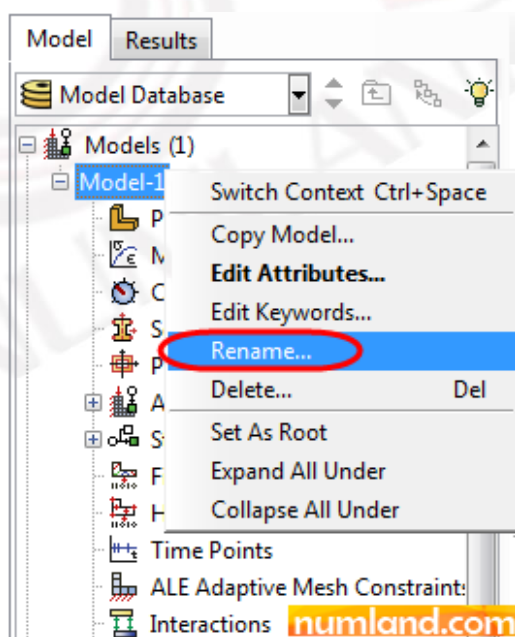 Model
Results
Model Database
Models (1)
Model-1
Switch Context Ctrl+Space
P
Copy Model...
M
Edit Attributes...
C
Edit Keywords...
S
Rename...
P
Delete... Del
A
Set As Root
S
Expand All Under
F
Collapse All Under
H
Time Points
ALE Adaptive Mesh Constraint
Interactions
numland.com